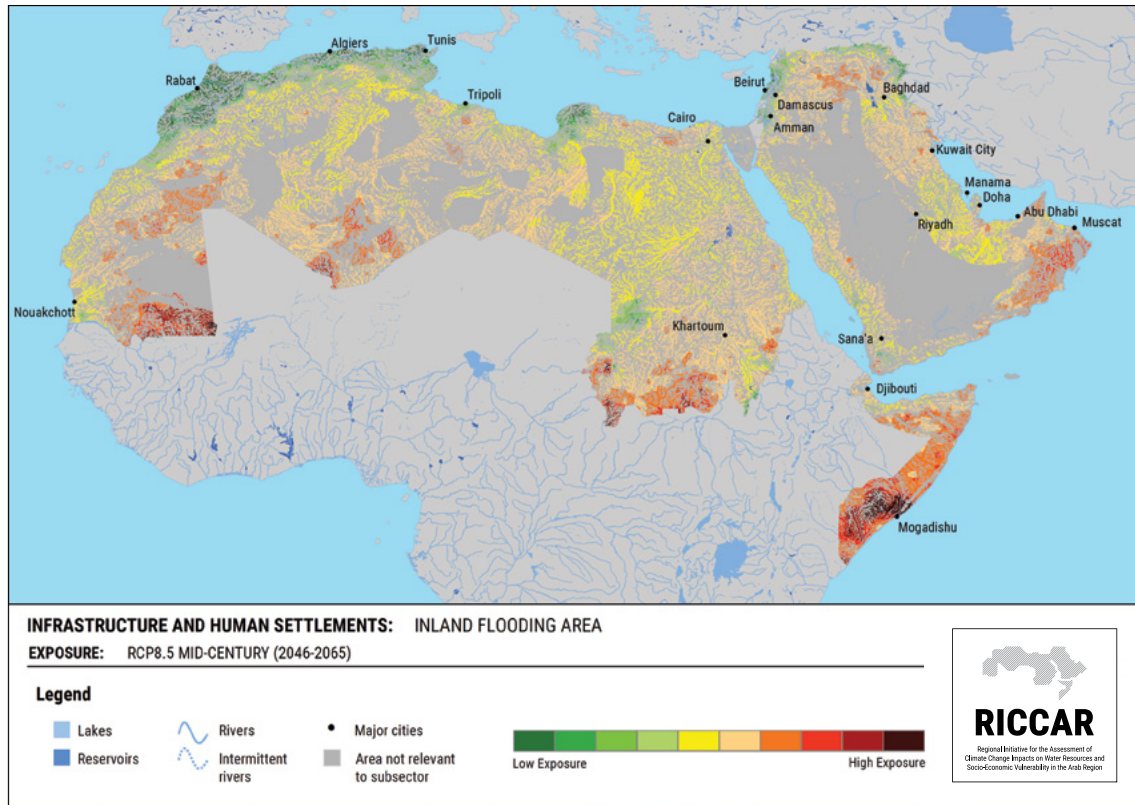 Algiers
Tunis
Rabat
Tripoli
Beirut
Baghdad
Damascus
Cairo
Amman
Kuwait City
Manama
Doha
Abu Dhabi
Riyadh
Muscat
Nouakchott
Khartoum
Sana'a
Djibouti
Mogadishu
INFRASTRUCTURE AND HUMAN SETTLEMENTS: INLAND FLOODING AREA
EXPOSURE: RCP8.5 MID-CENTURY (2046-2065)
Legend
Lakes
Rivers
Major cities
Reservoirs
Intermittent
rivers
Area not relevant
to subsector
Low Exposure
High Exposure
RICCAR
Regional Initiative for the Assessment of
Climate Change Impacts on Water Resources and
Socio-Economic Vulnerability in the Arab Region